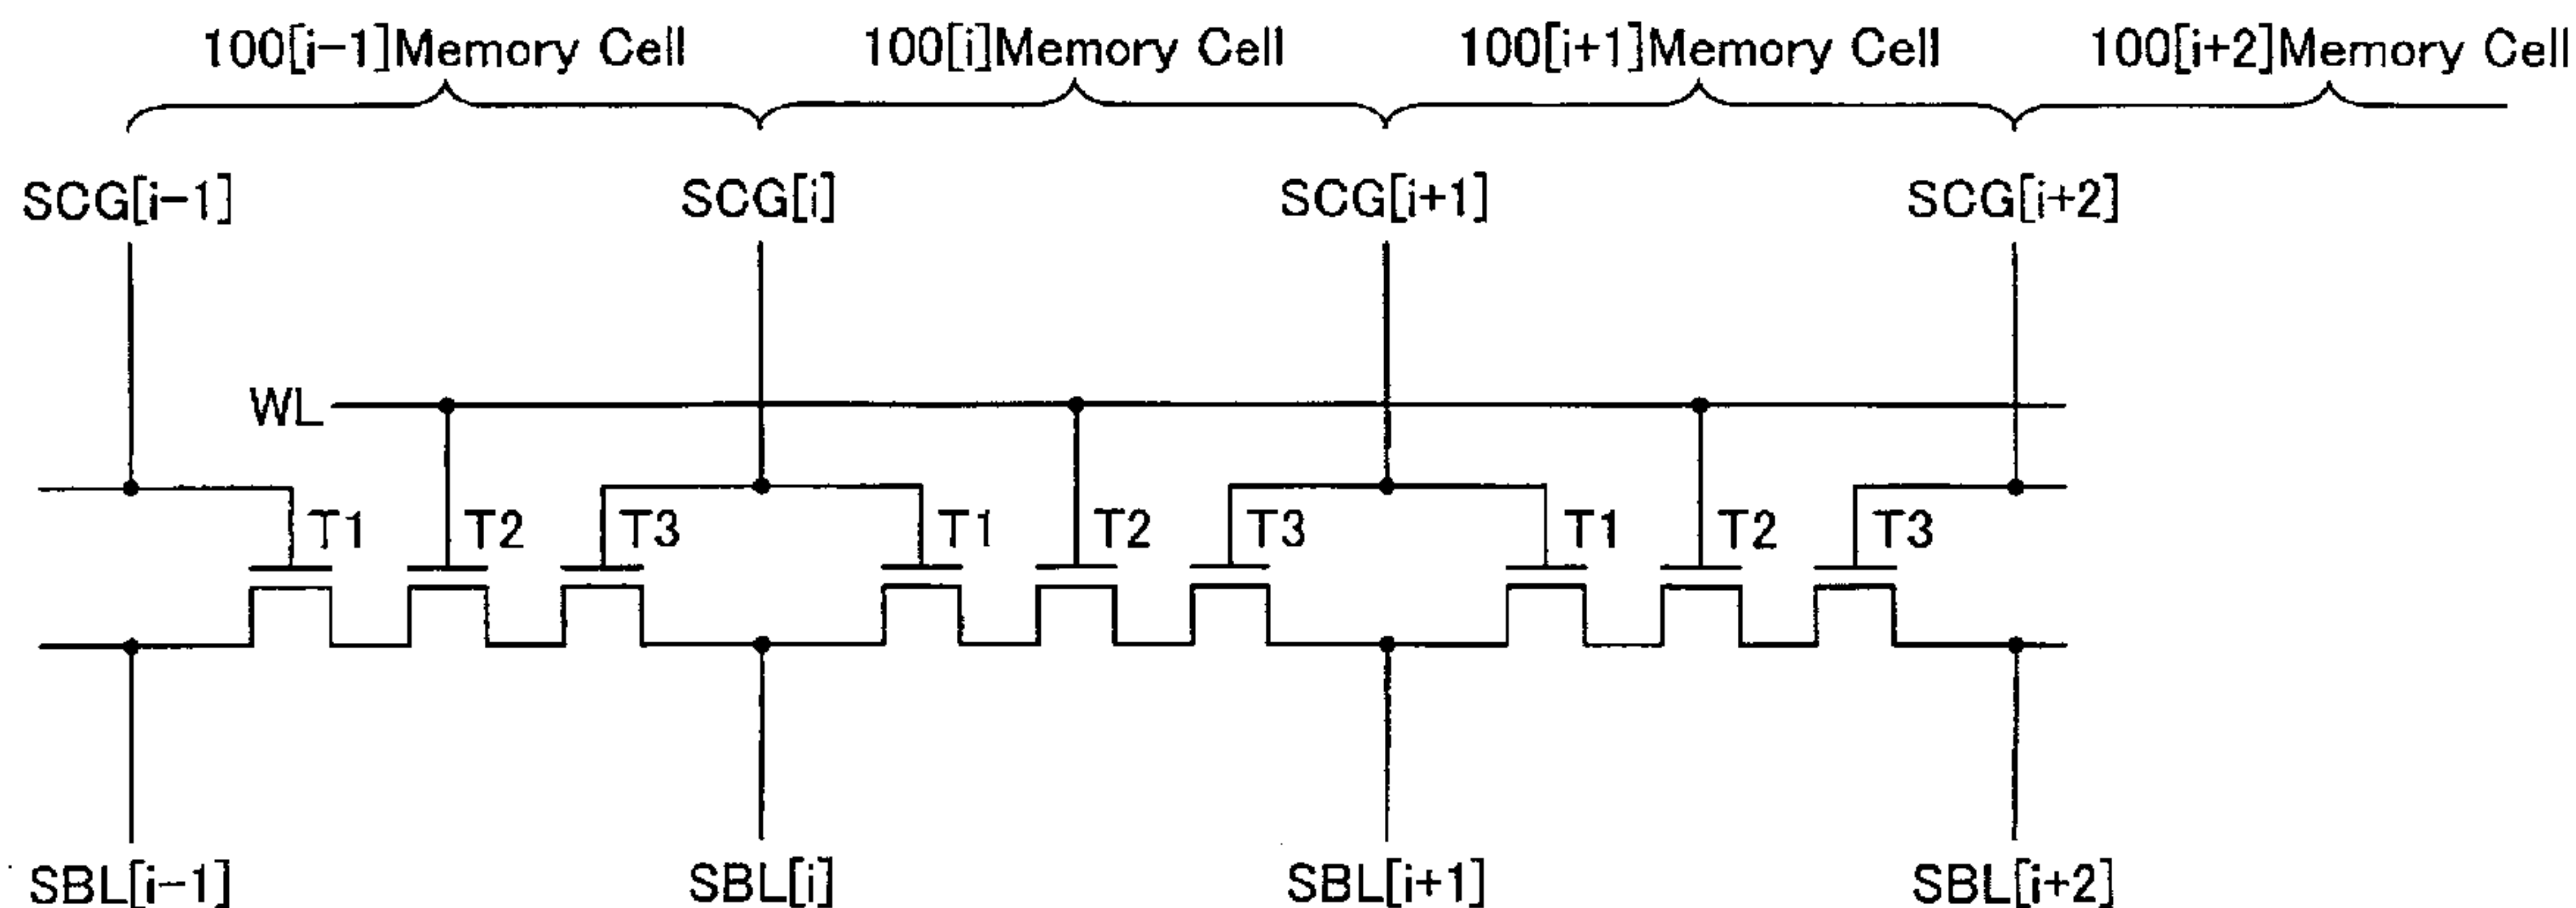 100[i-1]Memory Cell 100[i]Memory Cell 100[i+1]Memory Cell 100[i+2]Memory Cell
SCG[i-1] SCG[i] SCG[i+1] SCG[i+2]
WL
T1 T2 T3 T1 T2 T3 T1 T2 T3
SBL[i-1] SBL[i] SBL[i+1] SBL[i+2]